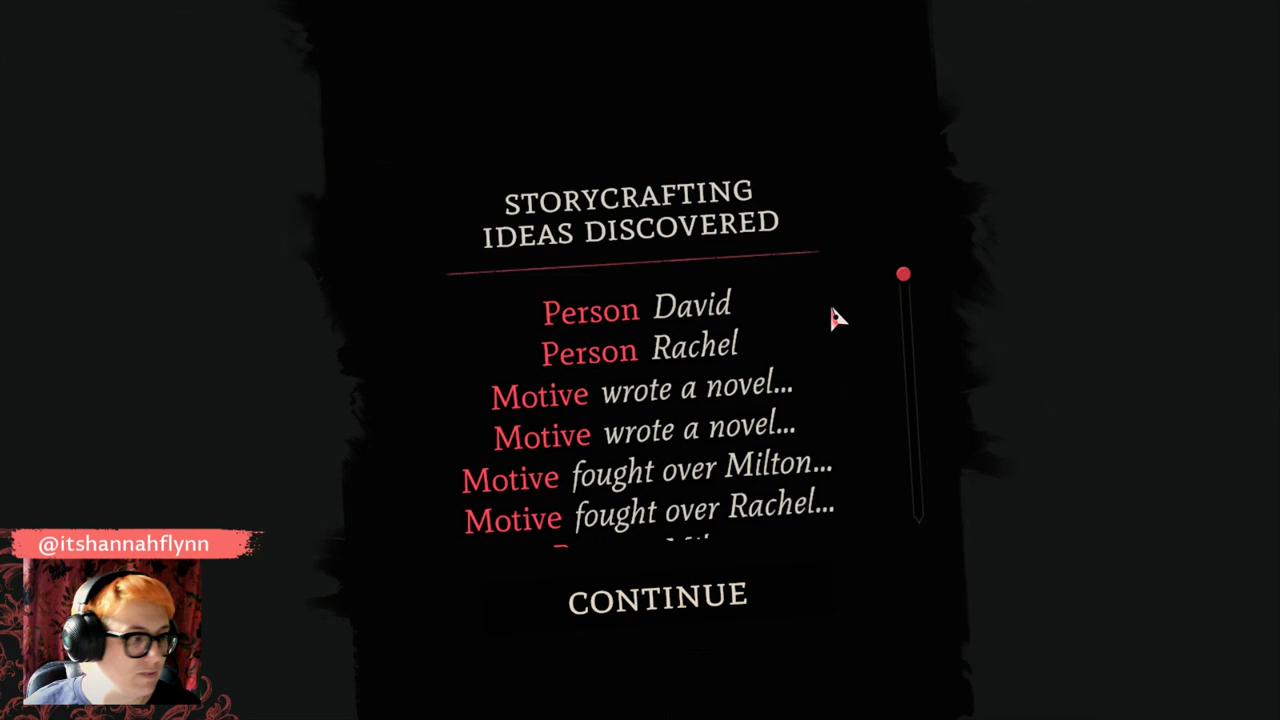 STORYCRAFTING
IDEAS DISCOVERED
Person David
Person Rachel
Motive wrote a novel...
Motive wrote a novel...
Motive fought over Milton...
Motive fought over Rachel...
CONTINUE
@itshannahflynn